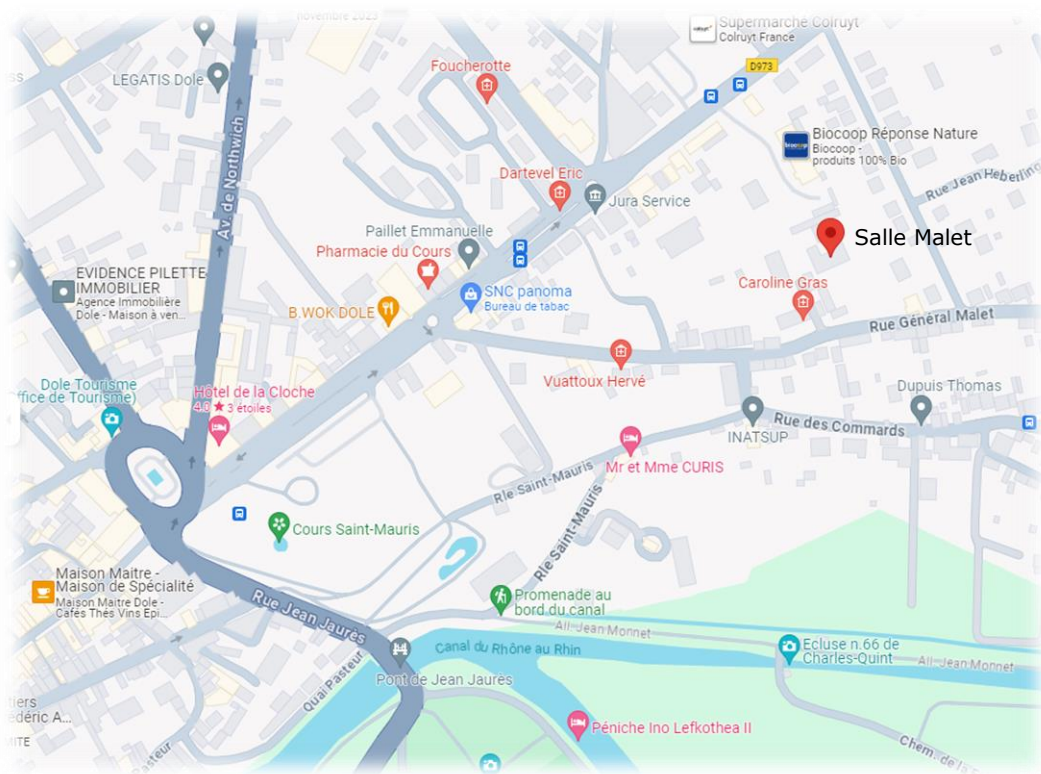 novembre 2023
Supermarché Colruyt
Colruyt France
LEGATIS Dole
Foucherotte
D973
Av. de Northwich
Biocoop Réponse Nature
Biocoop -
produits 100% Bio
Dartevel Eric
Jura Service
Rue Jean Heberling
Paillet Emmanuelle
Pharmacie du Cours
Salle Malet
EVIDENCE PILETTE
IMMOBILIER
Agence Immobilière
Dole - Maison à ven...
SNC panoma
Bureau de tabac
Caroline Gras
B.WOK DOLE
Rue Général Malet
Vuattoux Hervé
Dole Tourisme
(Office de Tourisme)
Hôtel de la Cloche
4,0 ★ 3 étoiles
Dupuis Thomas
Rue des Commards
INATSUP
Mr et Mme CURIS
Rle Saint-Mauris
Cours Saint-Mauris
Rle Saint-Mauris
Maison Maitre -
Maison de Spécialité
Maison Maitre Dole -
Cafés Thés Vins Epi...
Rue Jean Jaurès
Promenade au
bord du canal
All. Jean Monnet
Canal du Rhône au Rhin
Ecluse n.66 de
Charles-Quint
All. Jean Monnet
Quai Pasteur
Pont de Jean Jaurès
Péniche Ino Lefkothea II
Pasteur
Chem. de la